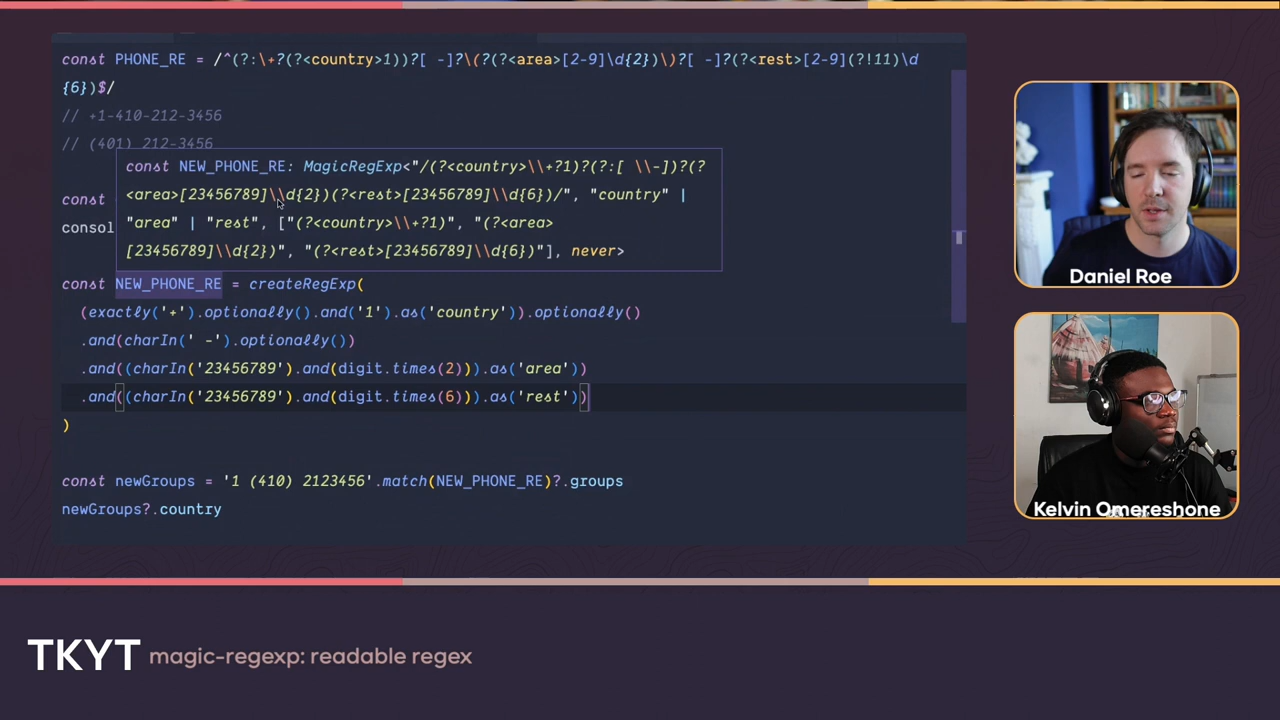 const PHONE_RE = /^(?:\+?(?<country>1))?[ -]?\(?(?<area>[2-9]\d{2})\)?[ -]?(?<rest>[2-9](?!11)\d
{6})$/
// +1-410-212-3456
// (401) 212-3456
const NEW_PHONE_RE: MagicRegExp<"/(?<country>\\+?1)?(?:[ \\-])?(?
<area>[23456789]\\d{2})(?<rest>[23456789]\\d{6})/", "country" |
"area" | "rest", ["(?<country>\\+?1)", "(?<area>
[23456789]\\d{2})", "(?<rest>[23456789]\\d{6})"], never>
const
consol
const NEW_PHONE_RE = createRegExp(
(exactly('+').optionally().and('1').as('country')).optionally()
.and(charIn(' -').optionally())
.and((charIn('23456789').and(digit.times(2))).as('area'))
.and((charIn('23456789').and(digit.times(6))).as('rest'))
)
const newGroups = '1 (410) 2123456'.match(NEW_PHONE_RE)?.groups
newGroups?.country
Daniel Roe
Kelvin Omereshone
TKYT magic-regexp: readable regex